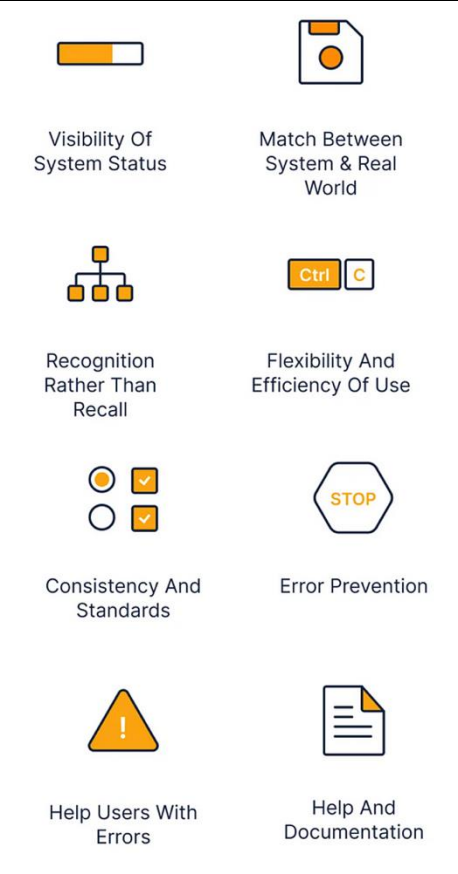 Visibility Of
System Status
Match Between
System & Real
World
Recognition
Rather Than
Recall
Ctrl C
Flexibility And
Efficiency Of Use
Consistency And
Standards
STOP
Error Prevention
!
Help Users With
Errors
Help And
Documentation